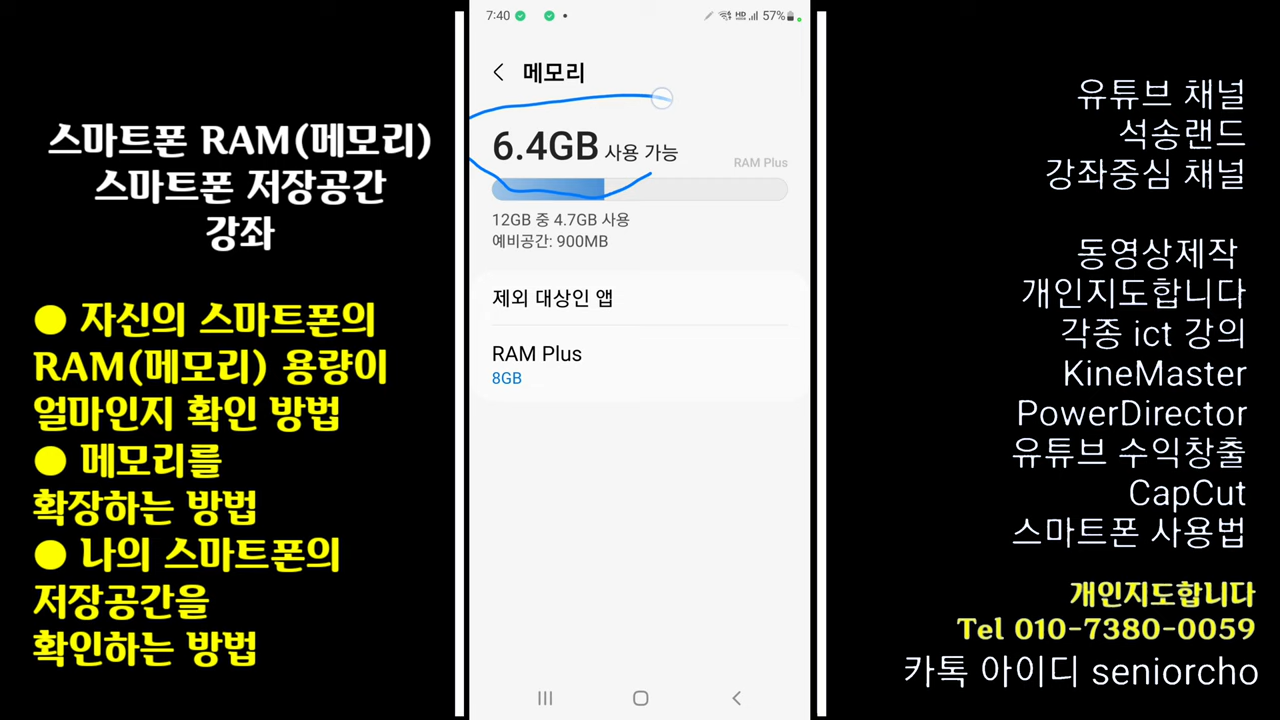 스마트폰 RAM(메모리)
스마트폰 저장공간
강좌
● 자신의 스마트폰의
RAM(메모리) 용량이
얼마인지 확인 방법
● 메모리를
확장하는 방법
● 나의 스마트폰의
저장공간을
확인하는 방법
7:40
57%
메모리
6.4GB 사용 가능
RAM Plus
12GB 중 4.7GB 사용
예비공간: 900MB
제외 대상인 앱
RAM Plus
8GB
유튜브 채널
석송랜드
강좌중심 채널
동영상제작
개인지도합니다
각종 ict 강의
KineMaster
PowerDirector
유튜브 수익창출
CapCut
스마트폰 사용법
개인지도합니다
Tel 010-7380-0059
카톡 아이디 seniorcho